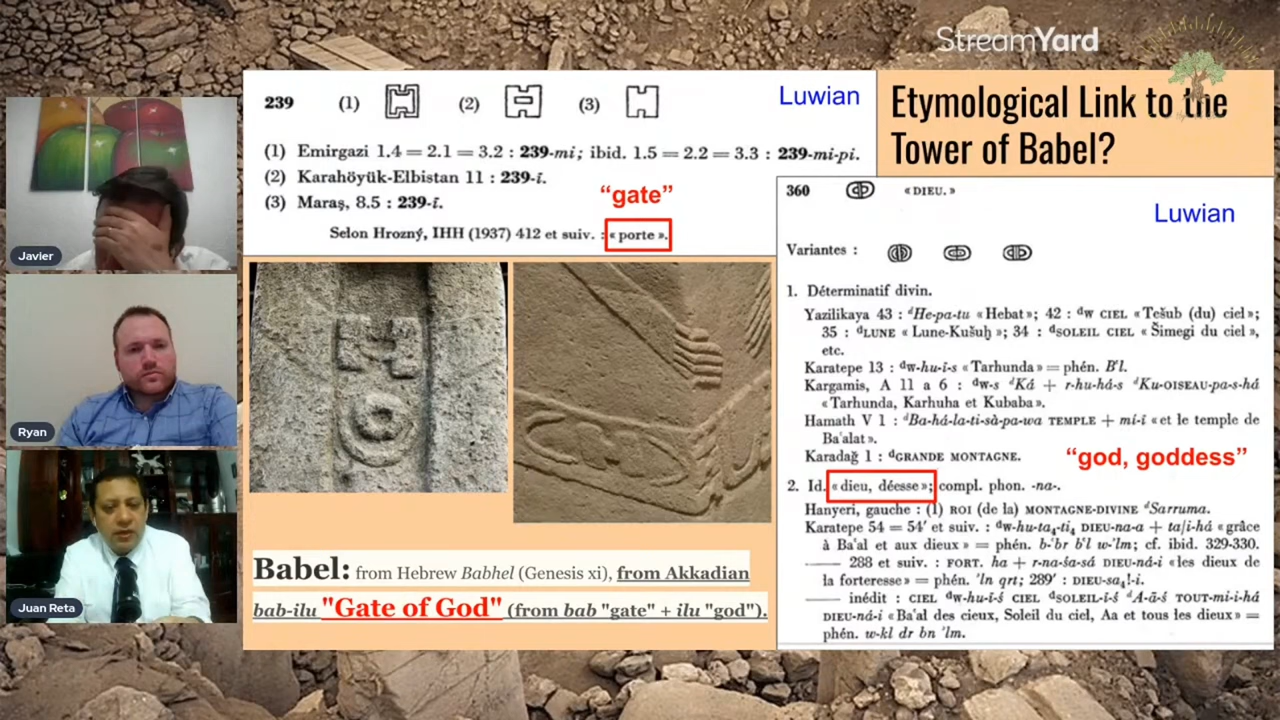 StreamYard
239 (1) (2) (3)
Luwian
(1) Emirgazi 1.4 = 2.1 = 3.2 : 239-mi; ibid. 1.5 = 2.2 = 3.3 : 239-mi-pi.
(2) Karahöyük-Elbistan 11 : 239-î.
(3) Maraş, 8.5 : 239-î.
“gate”
Selon Hrozný, IHH (1937) 412 et suiv. : « porte ».
Etymological Link to the
Tower of Babel?
360 «DIEU.»
Luwian
Variantes :
1. Déterminatif divin.
Yazilikaya 43 : ᵈHe-pa-tu «Hebat»; 42 : ᵈW CIEL «Tešub (du) ciel»;
35 : ᵈLUNE «Lune-Kušuḫ»; 34 : ᵈSOLEIL CIEL «Šimegi du ciel»,
etc.
Karatepe 13 : ᵈw-hu-i-s «Tarhunda» = phén. B'l.
Kargamis, A 11 a 6 : ᵈw-s ᵈKá + r-hu-há-s ᵈKu-OISEAU-pa-s-há
«Tarhunda, Karhuha et Kubaba».
Hamath V 1 : ᵈBa-há-la-ti-sà-pa-wa TEMPLE + mí-i «et le temple de
Ba'alat».
Karadağ 1 : ᵈGRANDE MONTAGNE.
“god, goddess”
2. Id. «dieu, déesse»; compl. phon. -na-.
Hanyeri, gauche : (1) ROI (de la) MONTAGNE-DIVINE ᵈSarruma.
Karatepe 54 = 54' et suiv. : ᵈw-hu-ta₄-ti₄ DIEU-na-a + ta/i-há «grâce
à Ba'al et aux dieux» = phén. b-'br b'l w-'lm; cf. ibid. 329-330.
—— 288 et suiv. : FORT. ha + r-na-ša-sá DIEU-ná-i «les dieux de
la forteresse» = phén. 'ln qrt; 289' : DIEU-sa₄!-i.
—— inédit : CIEL ᵈw-hu-i-ś CIEL ᵈSOLEIL-i-ś ᵈA-ā-ś TOUT-mi-i-há
DIEU-ná-i «Ba'al des cieux, Soleil du ciel, Aa et tous les dieux» =
phén. w-kl dr bn 'lm.
Babel: from Hebrew Babhel (Genesis xi), from Akkadian
bab-ilu "Gate of God" (from bab "gate" + ilu "god").
Javier
Ryan
Juan Reta